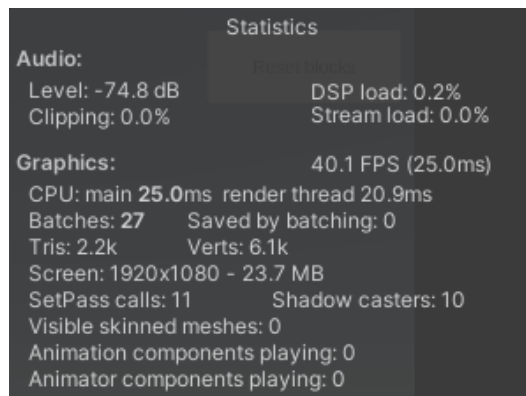 Statistics
Audio:
Reset blocks
Level: -74.8 dB DSP load: 0.2%
Clipping: 0.0% Stream load: 0.0%
Graphics: 40.1 FPS (25.0ms)
CPU: main 25.0ms render thread 20.9ms
Batches: 27 Saved by batching: 0
Tris: 2.2k Verts: 6.1k
Screen: 1920x1080 - 23.7 MB
SetPass calls: 11 Shadow casters: 10
Visible skinned meshes: 0
Animation components playing: 0
Animator components playing: 0